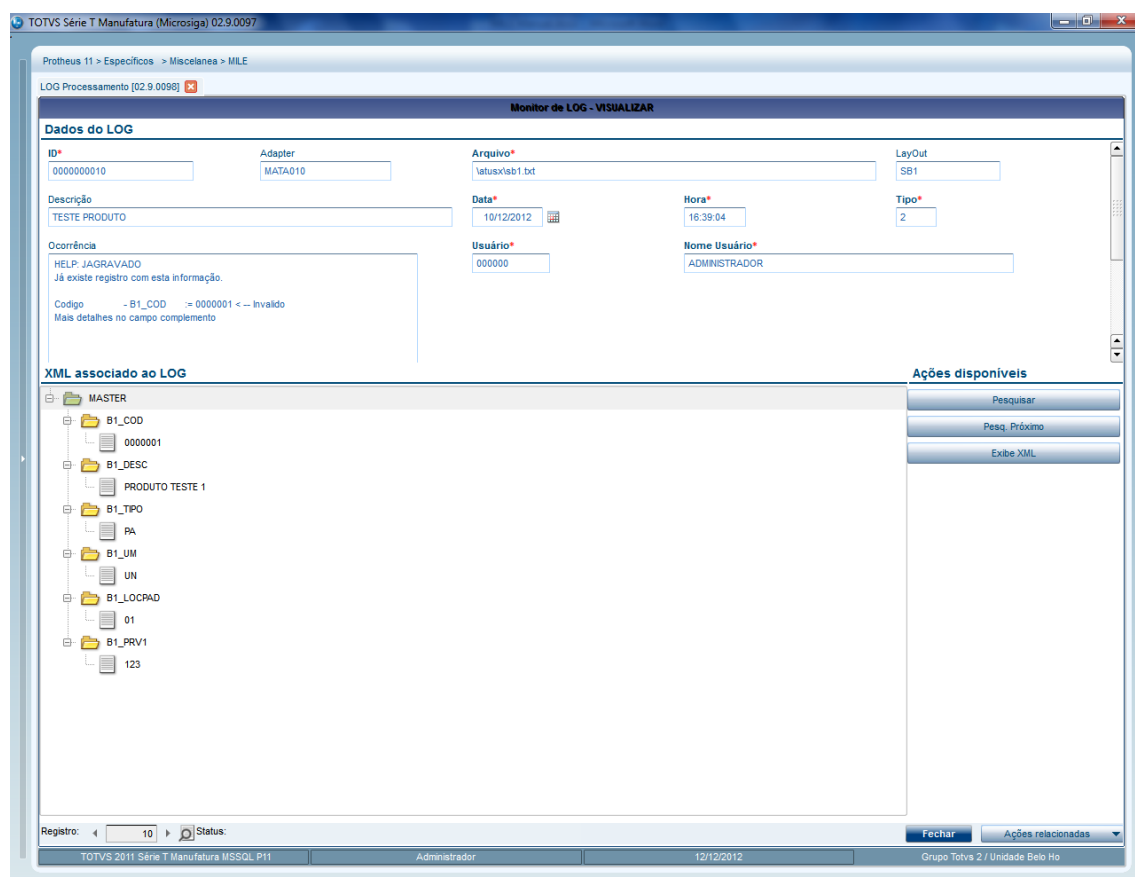 TOTVS Série T Manufatura (Microsiga) 02.9.0097
Protheus 11 > Específicos > Miscelanea > MILE
LOG Processamento [02.9.0098]
Monitor de LOG - VISUALIZAR
Dados do LOG
ID* Adapter Arquivo* LayOut
0000000010 MATA010 \atusx\sb1.txt SB1
Descrição Data* Hora* Tipo*
TESTE PRODUTO 10/12/2012 16:39:04 2
Ocorrência Usuário* Nome Usuário*
HELP: JAGRAVADO 000000 ADMINISTRADOR
Já existe registro com esta informação.
Codigo - B1_COD := 0000001 < -- Invalido
Mais detalhes no campo complemento
XML associado ao LOG Ações disponíveis
MASTER Pesquisar
B1_COD Pesq. Próximo
0000001 Exibe XML
B1_DESC
PRODUTO TESTE 1
B1_TIPO
PA
B1_UM
UN
B1_LOCPAD
01
B1_PRV1
123
Registro: 10 Status: Fechar Ações relacionadas
TOTVS 2011 Série T Manufatura MSSQL P11 Administrador 12/12/2012 Grupo Totvs 2 / Unidade Belo Ho